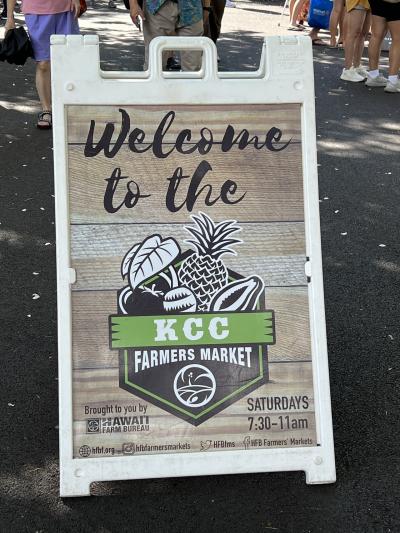 Welcome
to the
KCC
FARMERS MARKET
Brought to you by
HAWAII
FARM BUREAU
SATURDAYS
7:30-11am
hfbf.org hfbfarmersmarkets HFBfms HFB Farmers' Markets